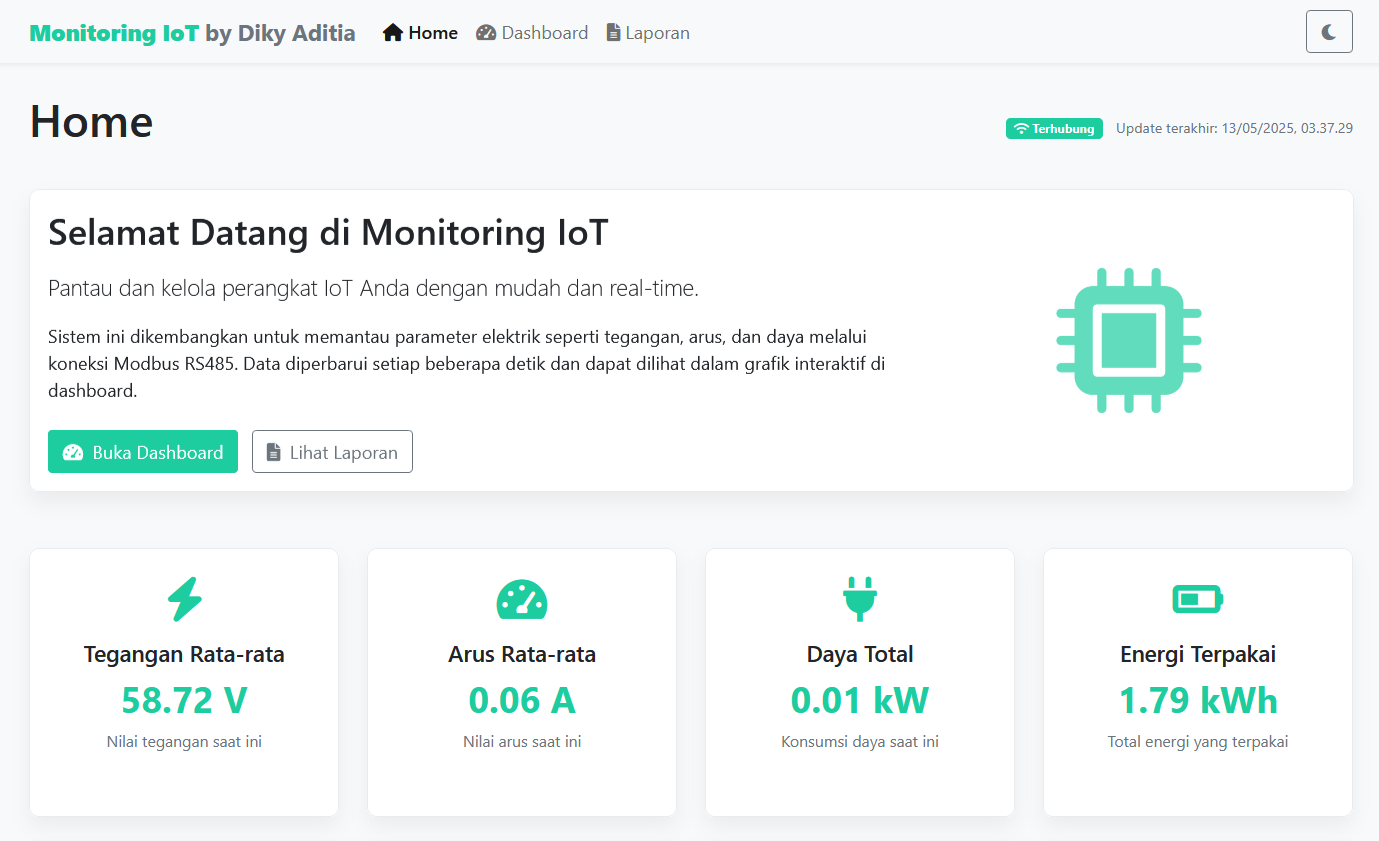 Monitoring IoT by Diky Aditia Home Dashboard Laporan
Home
Terhubung Update terakhir: 13/05/2025, 03.37.29
Selamat Datang di Monitoring IoT
Pantau dan kelola perangkat IoT Anda dengan mudah dan real-time.
Sistem ini dikembangkan untuk memantau parameter elektrik seperti tegangan, arus, dan daya melalui
koneksi Modbus RS485. Data diperbarui setiap beberapa detik dan dapat dilihat dalam grafik interaktif di
dashboard.
Buka Dashboard Lihat Laporan
Tegangan Rata-rata
58.72 V
Nilai tegangan saat ini
Arus Rata-rata
0.06 A
Nilai arus saat ini
Daya Total
0.01 kW
Konsumsi daya saat ini
Energi Terpakai
1.79 kWh
Total energi yang terpakai